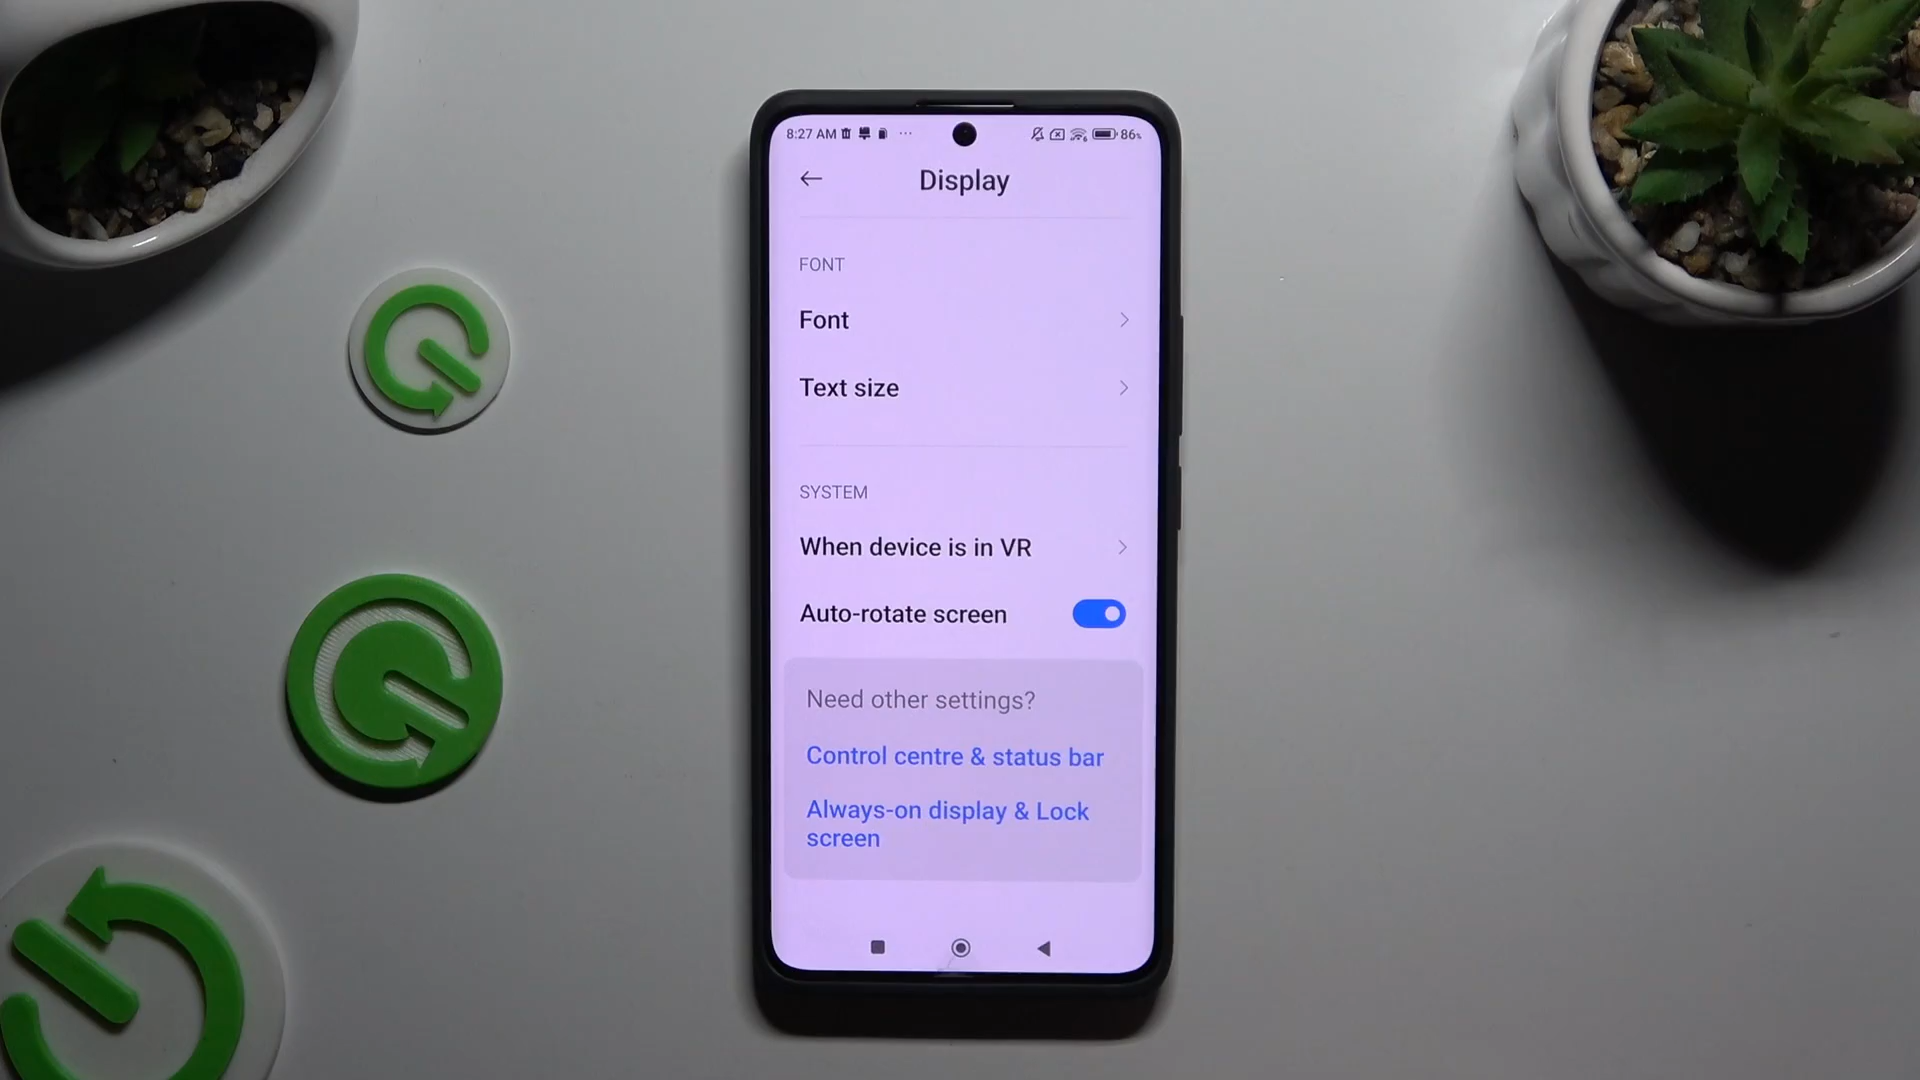 8:27 AM ... 86%
Display
FONT
Font
Text size
SYSTEM
When device is in VR
Auto-rotate screen
Need other settings?
Control centre & status bar
Always-on display & Lock
screen